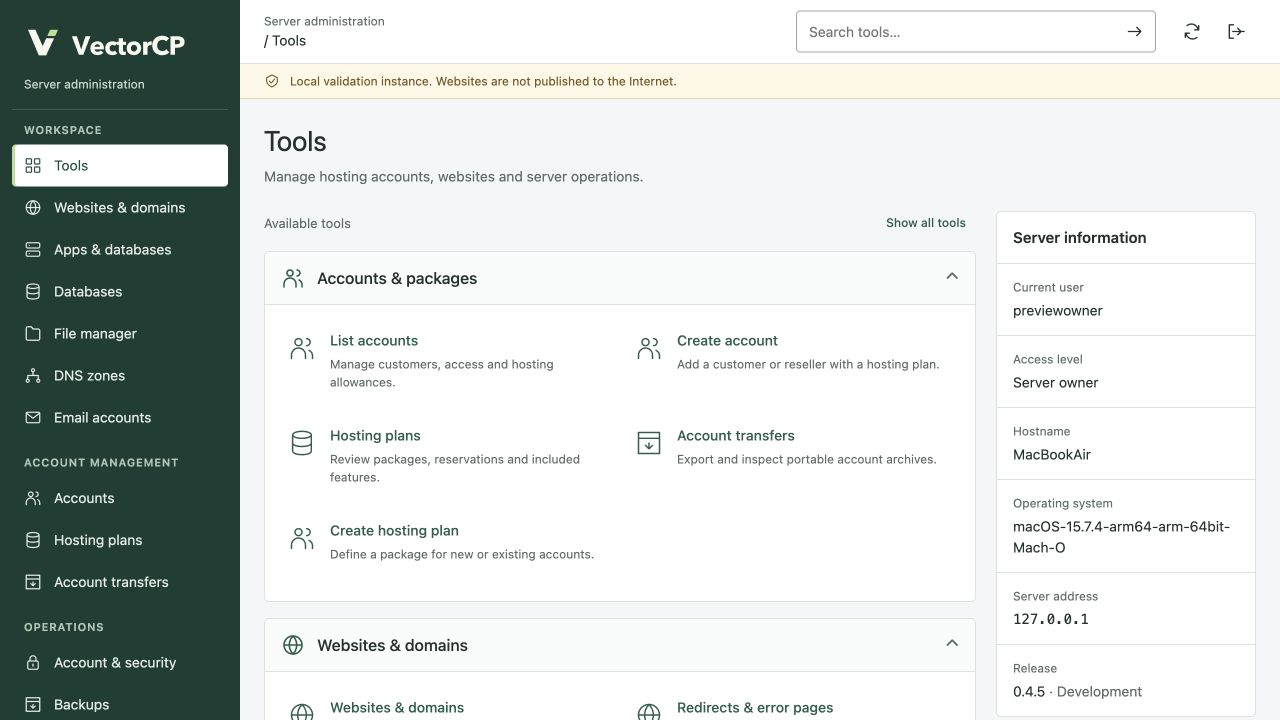 VectorCP
Server administration
WORKSPACE
Tools
Websites & domains
Apps & databases
Databases
File manager
DNS zones
Email accounts
ACCOUNT MANAGEMENT
Accounts
Hosting plans
Account transfers
OPERATIONS
Account & security
Backups
Server administration
/ Tools
Search tools...
Local validation instance. Websites are not published to the Internet.
Tools
Manage hosting accounts, websites and server operations.
Available tools
Show all tools
Accounts & packages
List accounts
Manage customers, access and hosting
allowances.
Create account
Add a customer or reseller with a hosting plan.
Hosting plans
Review packages, reservations and included
features.
Account transfers
Export and inspect portable account archives.
Create hosting plan
Define a package for new or existing accounts.
Websites & domains
Websites & domains
Redirects & error pages
Server information
Current user
previewowner
Access level
Server owner
Hostname
MacBookAir
Operating system
macOS-15.7.4-arm64-arm-64bit-
Mach-O
Server address
127.0.0.1
Release
0.4.5 · Development